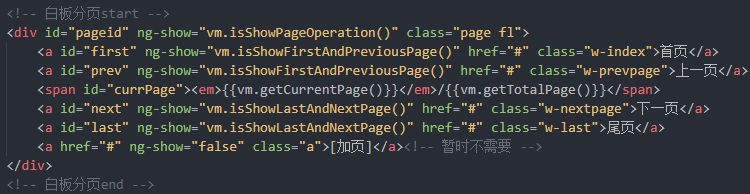 <!-- 白板分页start -->
<div id="pageid" ng-show="vm.isShowPageOperation()" class="page fl">
<a id="first" ng-show="vm.isShowFirstAndPreviousPage()" href="#" class="w-index">首页</a>
<a id="prev" ng-show="vm.isShowFirstAndPreviousPage()" href="#" class="w-prevpage">上一页</a>
<span id="currPage"><em>{{vm.getCurrentPage()}}</em>/{{vm.getTotalPage()}}</span>
<a id="next" ng-show="vm.isShowLastAndNextPage()" href="#" class="w-nextpage">下一页</a>
<a id="last" ng-show="vm.isShowLastAndNextPage()" href="#" class="w-last">尾页</a>
<a href="#" ng-show="false" class="a">[加页]</a><!-- 暂时不需要 -->
</div>
<!-- 白板分页end -->